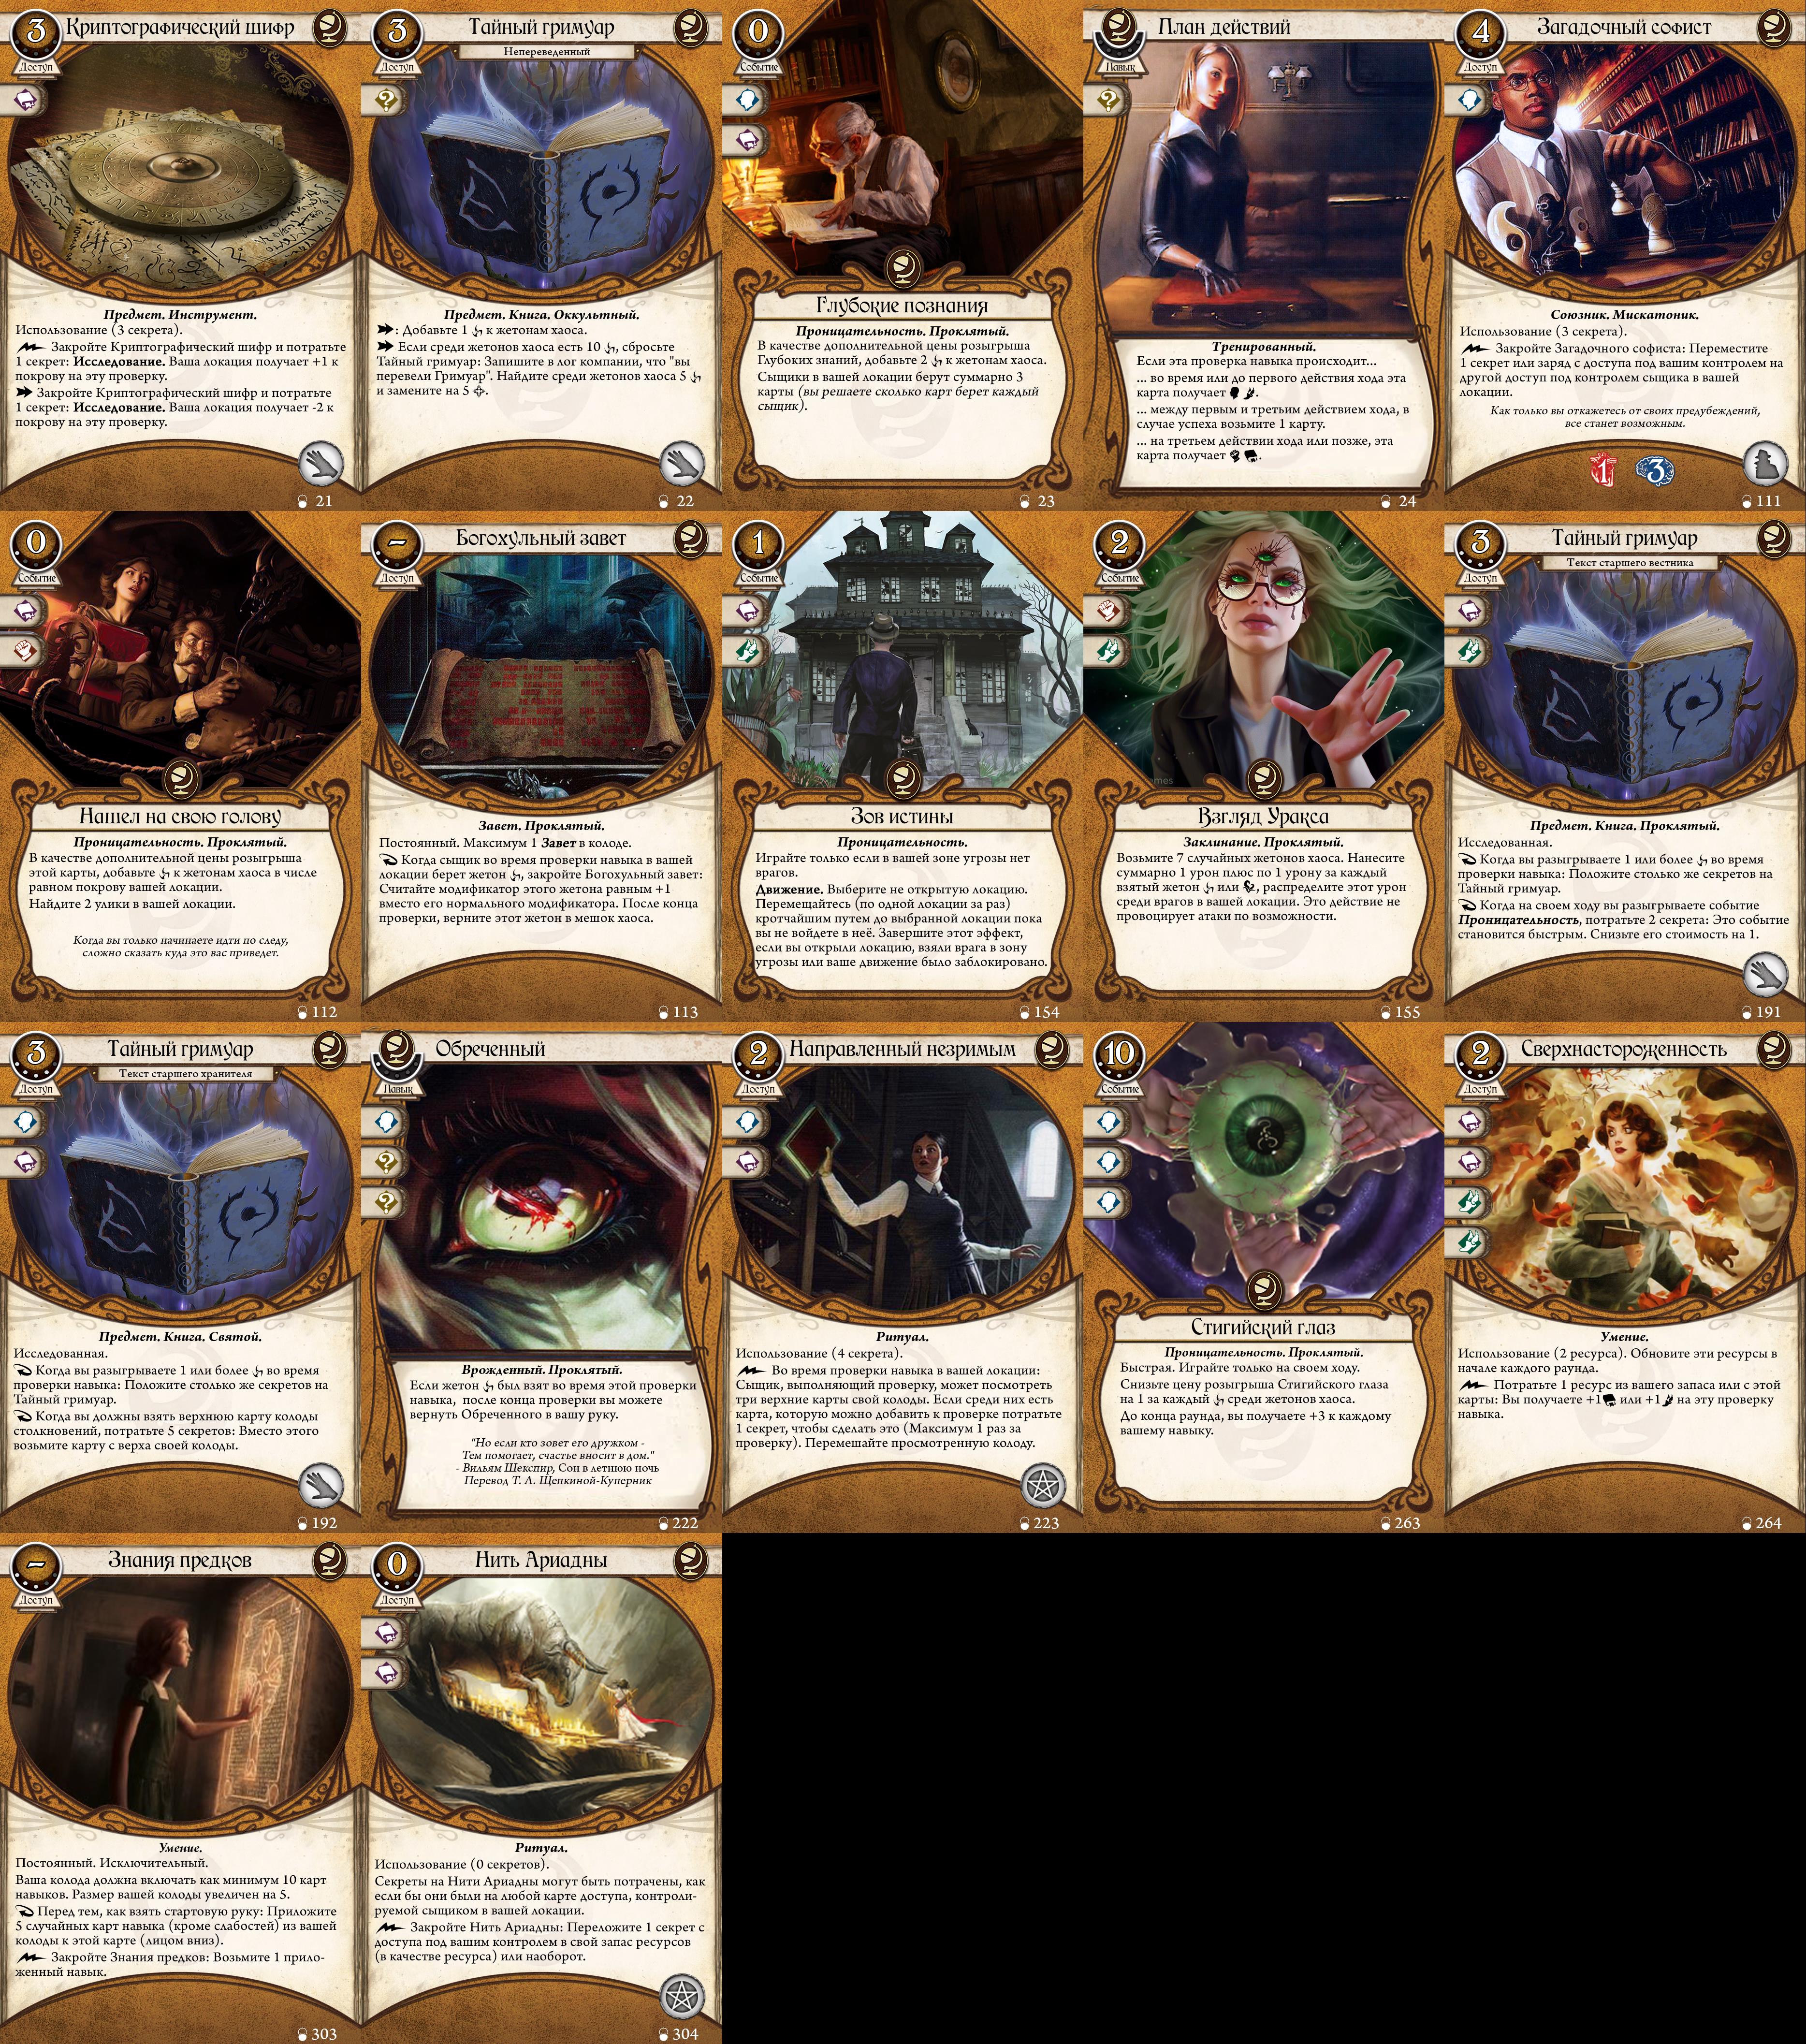 3
Криптографический шифр
Доступ
Предмет. Инструмент.
Использование (3 секрета).
Закройте Криптографический шифр и потратьте
1 секрет: Исследование. Ваша локация получает +1 к
покрову на эту проверку.
Закройте Криптографический шифр и потратьте
1 секрет: Исследование. Ваша локация получает -2 к
покрову на эту проверку.
21
3
Тайный гримуар
Непереведенный
Доступ
?
Предмет. Книга. Оккультный.
: Добавьте 1 к жетонам хаоса.
Если среди жетонов хаоса есть 10 , сбросьте
Тайный гримуар: Запишите в лог компании, что "вы
перевели Гримуар". Найдите среди жетонов хаоса 5
и замените на 5 .
22
0
Событие
Глубокие познания
Проницательность. Проклятый.
В качестве дополнительной цены розыгрыша
Глубоких знаний, добавьте 2 к жетонам хаоса.
Сыщики в вашей локации берут суммарно 3
карты (вы решаете сколько карт берет каждый
сыщик).
23
План действий
Навык
?
Тренированный.
Если эта проверка навыка происходит...
... во время или до первого действия хода эта
карта получает .
... между первым и третьим действием хода, в
случае успеха возьмите 1 карту.
... на третьем действии хода или позже, эта
карта получает .
24
4
Загадочный софист
Доступ
Союзник. Мискатоник.
Использование (3 секрета).
Закройте Загадочного софиста: Переместите
1 секрет или заряд с доступа под вашим контролем на
другой доступ под контролем сыщика в вашей
локации.
Как только вы откажетесь от своих предубеждений,
все станет возможным.
1 3
111
0
Событие
Нашел на свою голову
Проницательность. Проклятый.
В качестве дополнительной цены розыгрыша
этой карты, добавьте к жетонам хаоса в числе
равном покрову вашей локации.
Найдите 2 улики в вашей локации.
Когда вы только начинаете идти по следу,
сложно сказать куда это вас приведет.
112
–
Богохульный завет
Доступ
Завет. Проклятый.
Постоянный. Максимум 1 Завет в колоде.
Когда сыщик во время проверки навыка в вашей
локации берет жетон , закройте Богохульный завет:
Считайте модификатор этого жетона равным +1
вместо его нормального модификатора. После конца
проверки, верните этот жетон в мешок хаоса.
113
1
Событие
Зов истины
Проницательность.
Играйте только если в вашей зоне угрозы нет
врагов.
Движение. Выберите не открытую локацию.
Перемещайтесь (по одной локации за раз)
кротчайшим путем до выбранной локации пока
вы не войдете в неё. Завершите этот эффект,
если вы открыли локацию, взяли врага в зону
угрозы или ваше движение было заблокировано.
154
2
Событие
ames
Взгляд Уракса
Заклинание. Проклятый.
Возьмите 7 случайных жетонов хаоса. Нанесите
суммарно 1 урон плюс по 1 урону за каждый
взятый жетон или , распределите этот урон
среди врагов в вашей локации. Это действие не
провоцирует атаки по возможности.
155
3
Тайный гримуар
Текст старшего вестника
Доступ
Предмет. Книга. Проклятый.
Исследованная.
Когда вы разыгрываете 1 или более во время
проверки навыка: Положите столько же секретов на
Тайный гримуар.
Когда на своем ходу вы разыгрываете событие
Проницательность, потратьте 2 секрета: Это событие
становится быстрым. Снизьте его стоимость на 1.
191
3
Тайный гримуар
Текст старшего хранителя
Доступ
Предмет. Книга. Святой.
Исследованная.
Когда вы разыгрываете 1 или более во время
проверки навыка: Положите столько же секретов на
Тайный гримуар.
Когда вы должны взять верхнюю карту колоды
столкновений, потратьте 5 секретов: Вместо этого
возьмите карту с верха своей колоды.
192
Обреченный
Навык
?
?
Врожденный. Проклятый.
Если жетон был взят во время этой проверки
навыка, после конца проверки вы можете
вернуть Обреченного в вашу руку.
"Но если кто зовет его дружком -
Тем помогает, счастье вносит в дом."
- Вильям Шекспир, Сон в летнюю ночь
Перевод Т. Л. Щепкиной-Куперник
222
2
Направленный незримым
Доступ
Ритуал.
Использование (4 секрета).
Во время проверки навыка в вашей локации:
Сыщик, выполняющий проверку, может посмотреть
три верхние карты свой колоды. Если среди них есть
карта, которую можно добавить к проверке потратьте
1 секрет, чтобы сделать это (Максимум 1 раз за
проверку). Перемешайте просмотренную колоду.
223
10
Событие
Стигийский глаз
Проницательность. Проклятый.
Быстрая. Играйте только на своем ходу.
Снизьте цену розыгрыша Стигийского глаза
на 1 за каждый среди жетонов хаоса.
До конца раунда, вы получаете +3 к каждому
вашему навыку.
263
2
Сверхнастороженность
Доступ
Умение.
Использование (2 ресурса). Обновите эти ресурсы в
начале каждого раунда.
Потратьте 1 ресурс из вашего запаса или с этой
карты: Вы получаете +1 или +1 на эту проверку
навыка.
264
–
Знания предков
Доступ
Умение.
Постоянный. Исключительный.
Ваша колода должна включать как минимум 10 карт
навыков. Размер вашей колоды увеличен на 5.
Перед тем, как взять стартовую руку: Приложите
5 случайных карт навыка (кроме слабостей) из вашей
колоды к этой карте (лицом вниз).
Закройте Знания предков: Возьмите 1 прило-
женный навык.
303
0
Нить Ариадны
Доступ
Ритуал.
Использование (0 секретов).
Секреты на Нити Ариадны могут быть потрачены, как
если бы они были на любой карте доступа, контроли-
руемой сыщиком в вашей локации.
Закройте Нить Ариадны: Переложите 1 секрет с
доступа под вашим контролем в свой запас ресурсов
(в качестве ресурса) или наоборот.
304